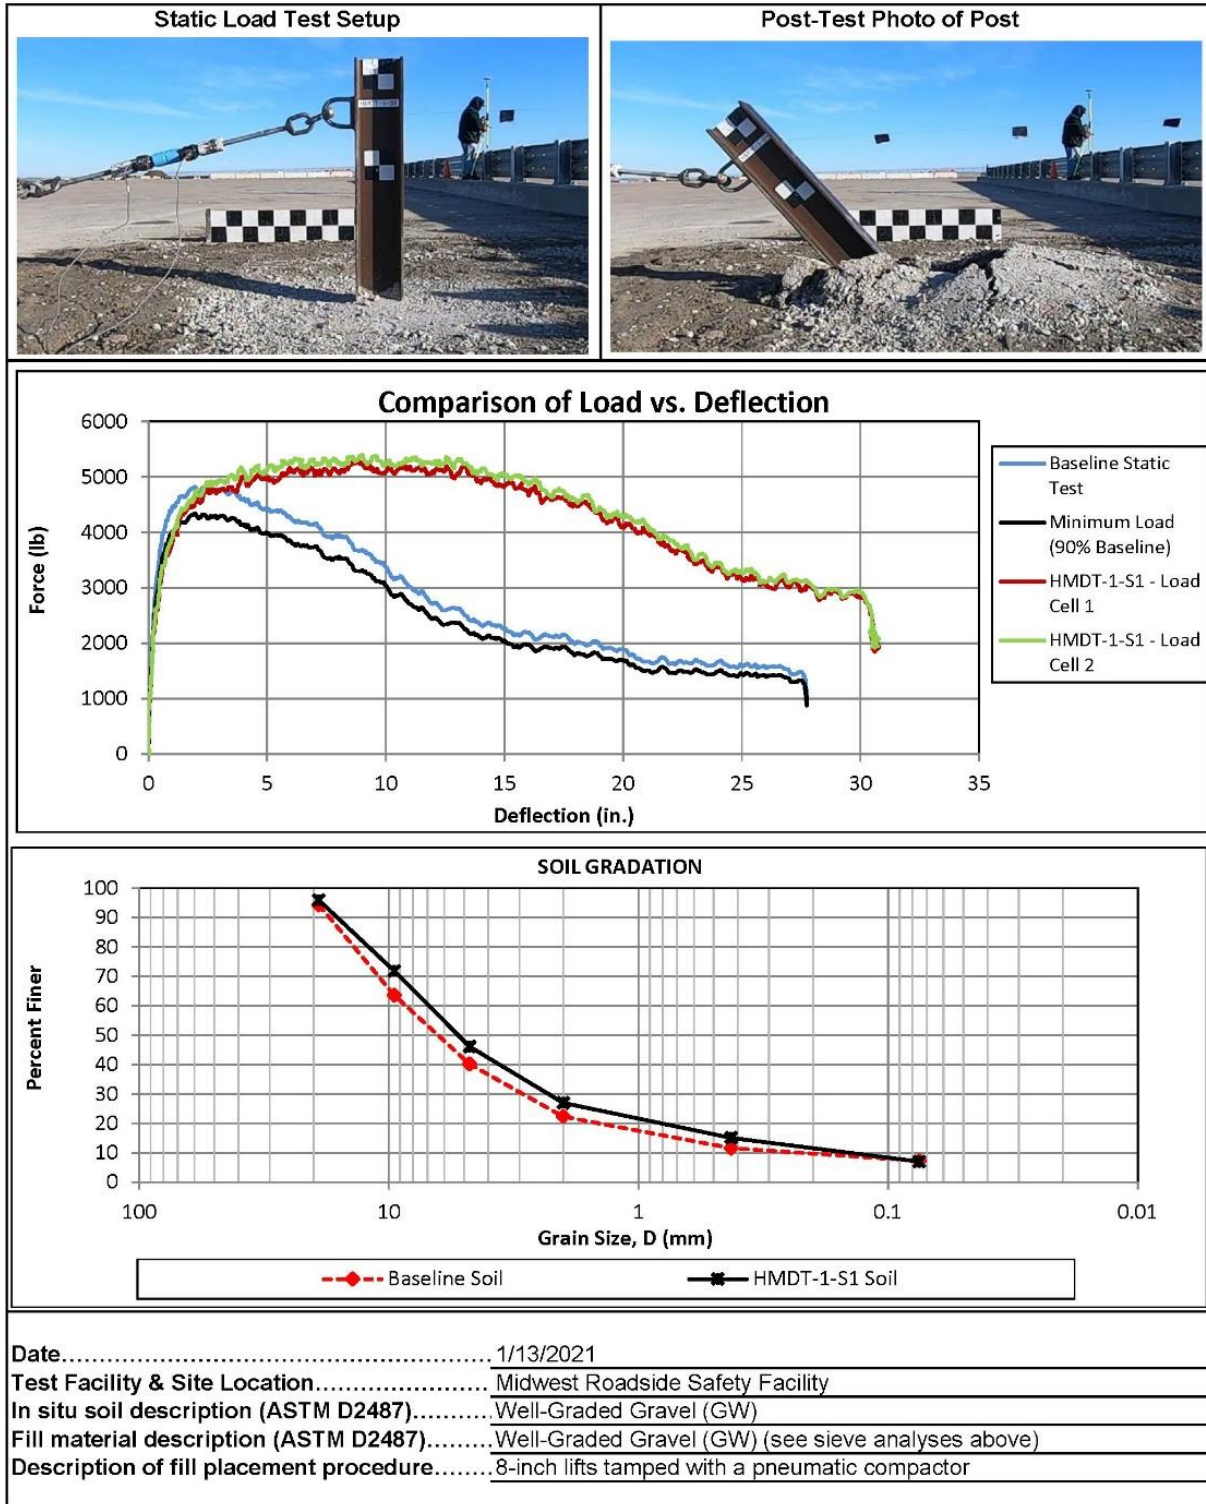 Static Load Test Setup
Post-Test Photo of Post
Comparison of Load vs. Deflection
6000
5000
4000
3000
2000
1000
0
Force (lb)
0 5 10 15 20 25 30 35
Deflection (in.)
Baseline Static
Test
Minimum Load
(90% Baseline)
HMDT-1-S1 - Load
Cell 1
HMDT-1-S1 - Load
Cell 2
SOIL GRADATION
100
90
80
70
60
50
40
30
20
10
0
Percent Finer
100 10 1 0.1 0.01
Grain Size, D (mm)
Baseline Soil
HMDT-1-S1 Soil
Date......................................................... 1/13/2021
Test Facility & Site Location....................... Midwest Roadside Safety Facility
In situ soil description (ASTM D2487).......... Well-Graded Gravel (GW)
Fill material description (ASTM D2487)........ Well-Graded Gravel (GW) (see sieve analyses above)
Description of fill placement procedure........ 8-inch lifts tamped with a pneumatic compactor